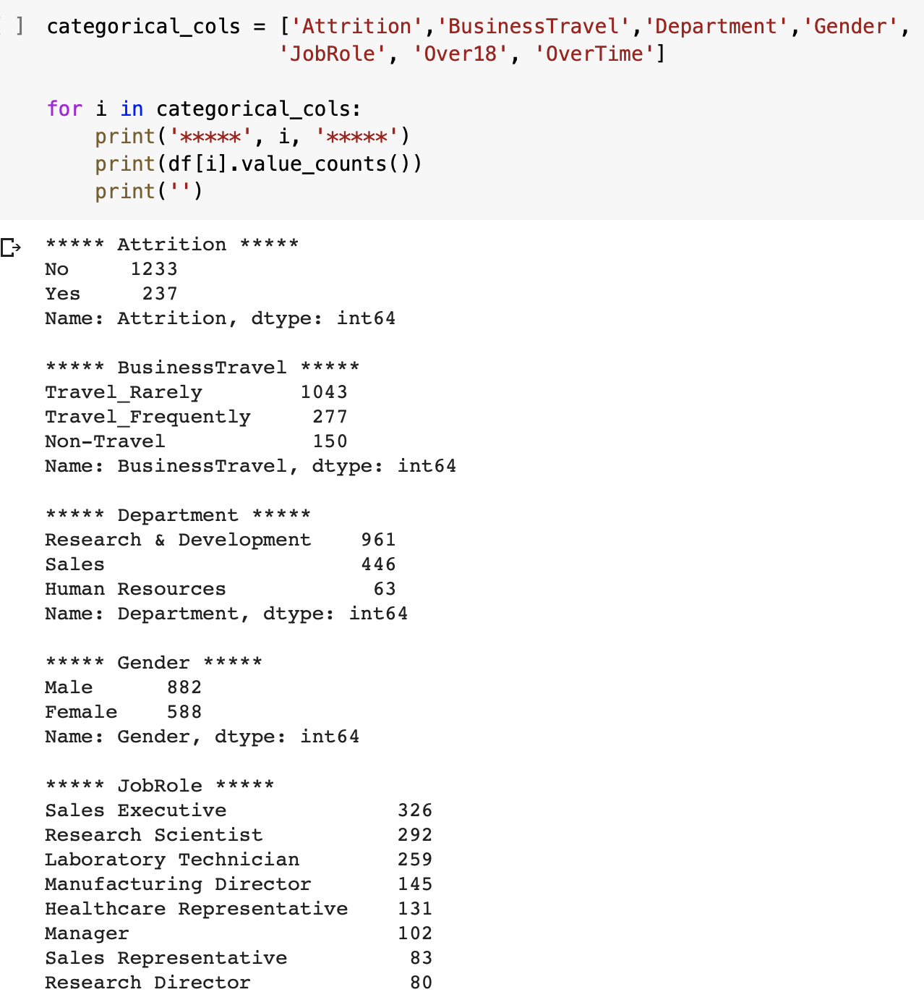 [ ] categorical_cols = ['Attrition','BusinessTravel','Department','Gender',
'JobRole', 'Over18', 'OverTime']
for i in categorical_cols:
print('*****', i, '*****')
print(df[i].value_counts())
print('')
***** Attrition *****
No 1233
Yes 237
Name: Attrition, dtype: int64
***** BusinessTravel *****
Travel_Rarely 1043
Travel_Frequently 277
Non-Travel 150
Name: BusinessTravel, dtype: int64
***** Department *****
Research & Development 961
Sales 446
Human Resources 63
Name: Department, dtype: int64
***** Gender *****
Male 882
Female 588
Name: Gender, dtype: int64
***** JobRole *****
Sales Executive 326
Research Scientist 292
Laboratory Technician 259
Manufacturing Director 145
Healthcare Representative 131
Manager 102
Sales Representative 83
Research Director 80